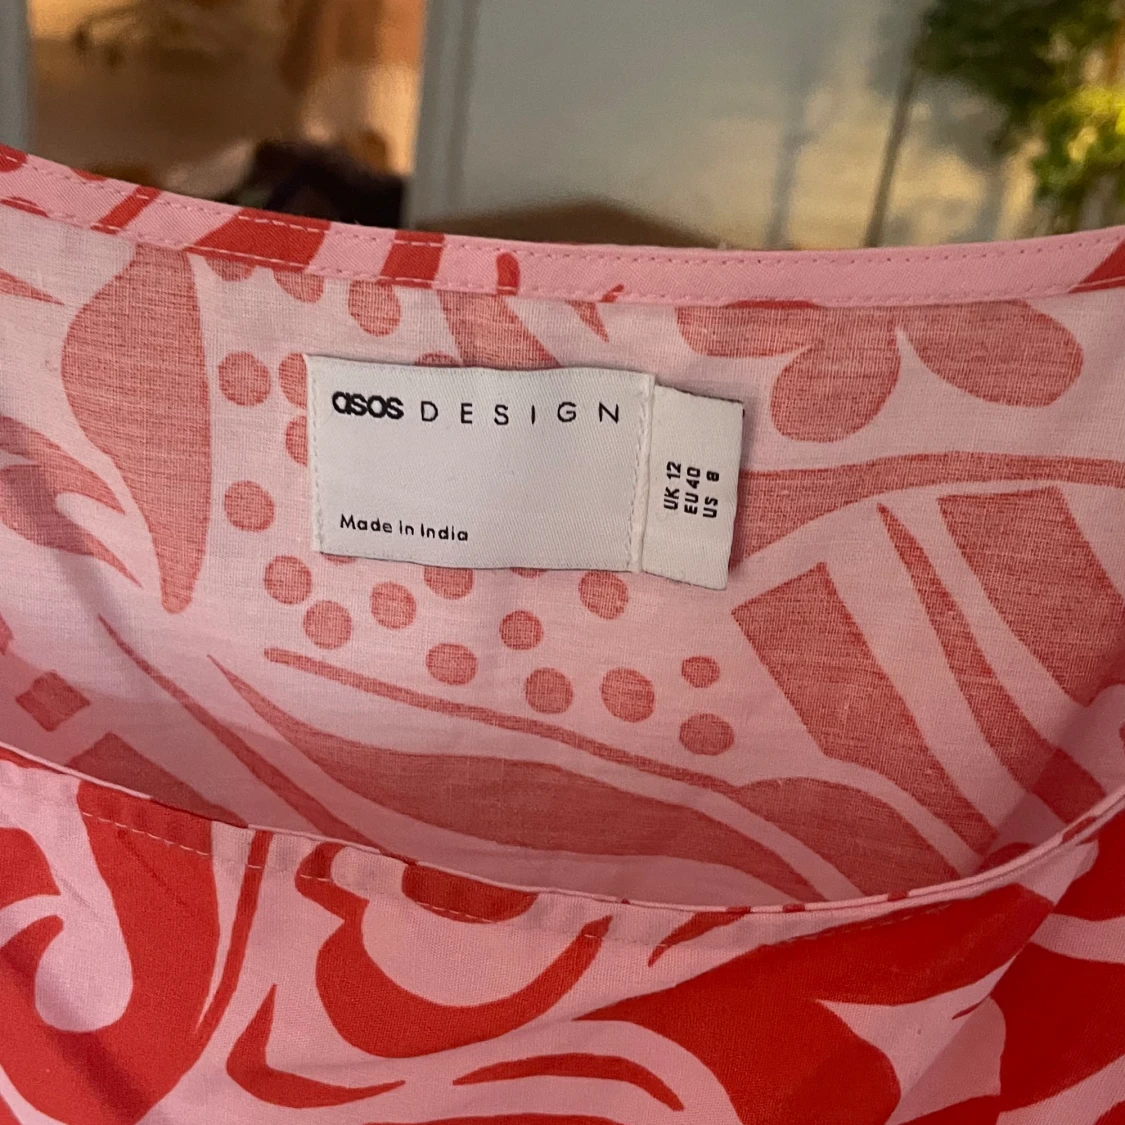 asos DESIGN
Made in India
UK 12
EU 40
US 8